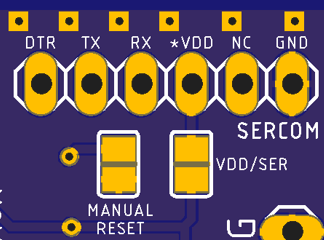 DTR TX RX *VDD NC GND
SERCOM
VDD/SER
MANUAL
RESET